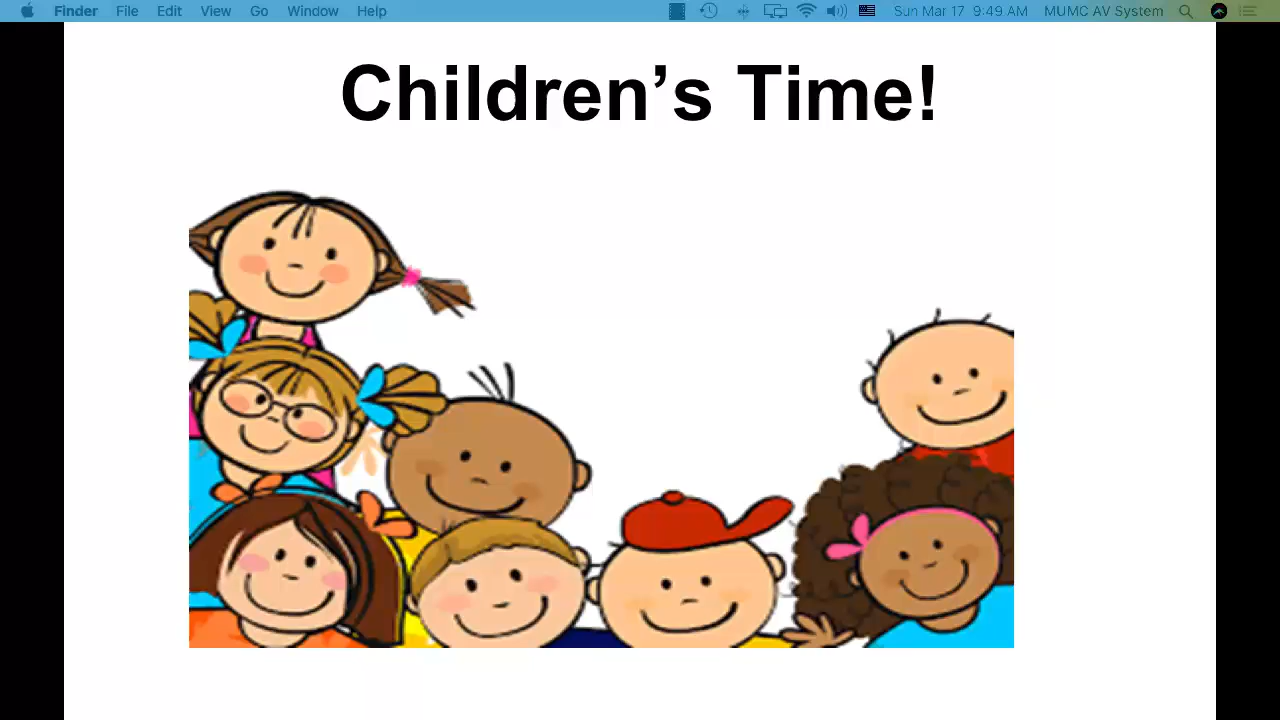 Finder File Edit View Go Window Help Sun Mar 17 9:49 AM MUMC AV System
Children’s Time!